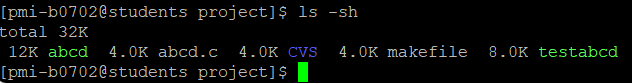 [pmi-b0702@students project]$ ls -sh
total 32K
 12K abcd  4.0K abcd.c  4.0K CVS  4.0K makefile  8.0K testabcd
[pmi-b0702@students project]$